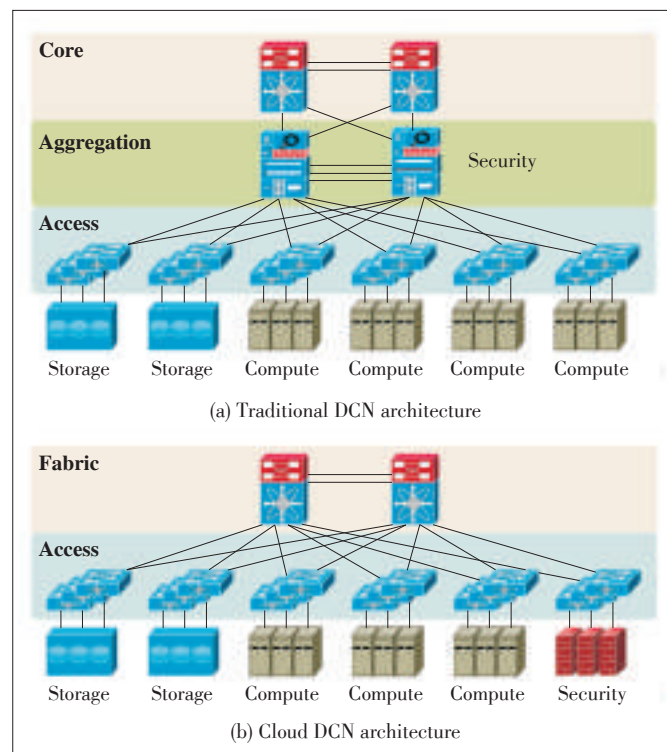 Core
Aggregation
Security
Access
Storage Storage Compute Compute Compute Compute
(a) Traditional DCN architecture
Fabric
Access
Storage Storage Compute Compute Compute Security
(b) Cloud DCN architecture